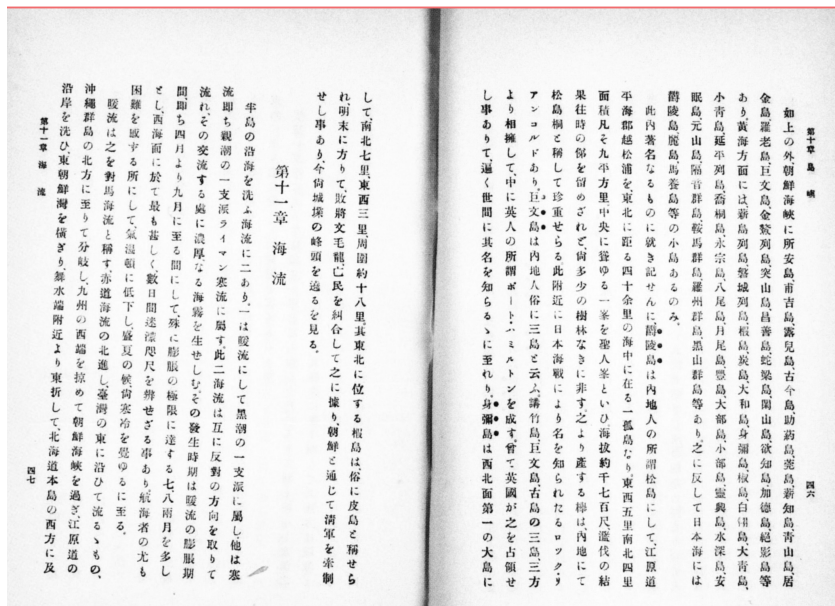 第十章 島嶼
四六
如上の外、朝鮮海峽に所安島、甫吉島、露兒島、古今島、助藥島、莞島、新知島、青山島、居
金島、羅老島、巨文島、金鰲列島、突山島、昌善島、蛇梁島、閑山島、欲知島、加德島、絕影島等
あり、黃海方面には、薪島列島、磐城列島、椴島、炭島、大和島、身彌島、椒島、白翎島、大青島、
小青島、延平列島、喬桐島、永宗島、八尾島、月尾島、豐島、大部島、小部島、靈興島、水深島、安
眠島、元山島、隔音群島、鞍馬群島、羅州群島、黑山群島等あり。之に反して日本海には
欝陵島、麗島、馬養島等の小島あるのみ。
此內著名なるものに就き記せんに、欝陵島は內地人の所謂松島にして、江原道
平海郡越松浦を、東北に距る四十余里の海中に在る一孤島なり。東西五里南北四里
面積凡そ九平方里中央に聳ゆる一峯を聖人峯といひ、海拔約千七百尺、濫伐の結
果往時の俤を留めざれど、尙多少の樹林なきに非す、之より產する欅は內地にて
松島欅と稱して珍重せらる。此附近に日本海戰により名を知られたるロック、リ
アンコルドあり、巨文島は內地人俗に三島と云ふ、講竹島、巨文島、古島の三島三方
より相擁して、中に英人の所謂ポート、ハミルトンを成す。曾て英國が之を占領せ
し事ありて、遍く世間に其名を知らるゝに至れり。身彌島は西北面第一の大島に
して南北七里、東西三里、周圍約十八里、其東北に位する椵島は俗に皮島と稱せら
れ、明末に方りて、敗將文毛龍、亡民を糾合して之に據り、朝鮮と通じて淸軍を牽制
せし事あり、今尙城壘の峰頭を遶るを見る。
第十一章 海流
半島の沿海を洗ふ海流に二あり。一は暖流にして黑潮の一支派に屬し、他は寒
流即ち親潮の一支派ライマン寒流に屬す。此二海流は互に反對の方向を取りて
流れ、その交流する處に濃厚なる海霧を生せしむ。その發生時期は暖流の膨脹期
間、即ち四月より九月に至る間にして、殊に膨脹の極限に達する七、八兩月を多し
とし、西海面に於て最も甚しく、數日間迷濛咫尺を辨せざる事あり、航海者の尤も
困難を感する所にして、氣溫頓に低下し、盛夏の候、尙寒冷を覺ゆるに至る。
暖流は之を對馬海流と稱す。赤道海流の北進し、臺灣の東に沿ひて流るゝもの、
沖繩群島の北方に至りて分岐し、九州の西端を掠めて朝鮮海峽を過ぎ、江原道の
沿岸を洗ひ、東朝鮮灣を橫ぎり、舞水端附近より東折して、北海道本島の西方に及
第十一章 海流
四七